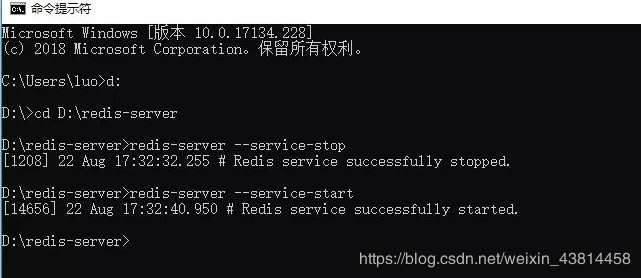 命令提示符
Microsoft Windows [版本 10.0.17134.228]
(c) 2018 Microsoft Corporation。保留所有权利。
C:\Users\luo>d:
D:\>cd D:\redis-server
D:\redis-server>redis-server --service-stop
[1208] 22 Aug 17:32:32.255 # Redis service successfully stopped.
D:\redis-server>redis-server --service-start
[14656] 22 Aug 17:32:40.950 # Redis service successfully started.
D:\redis-server>
https://blog.csdn.net/weixin_43814458